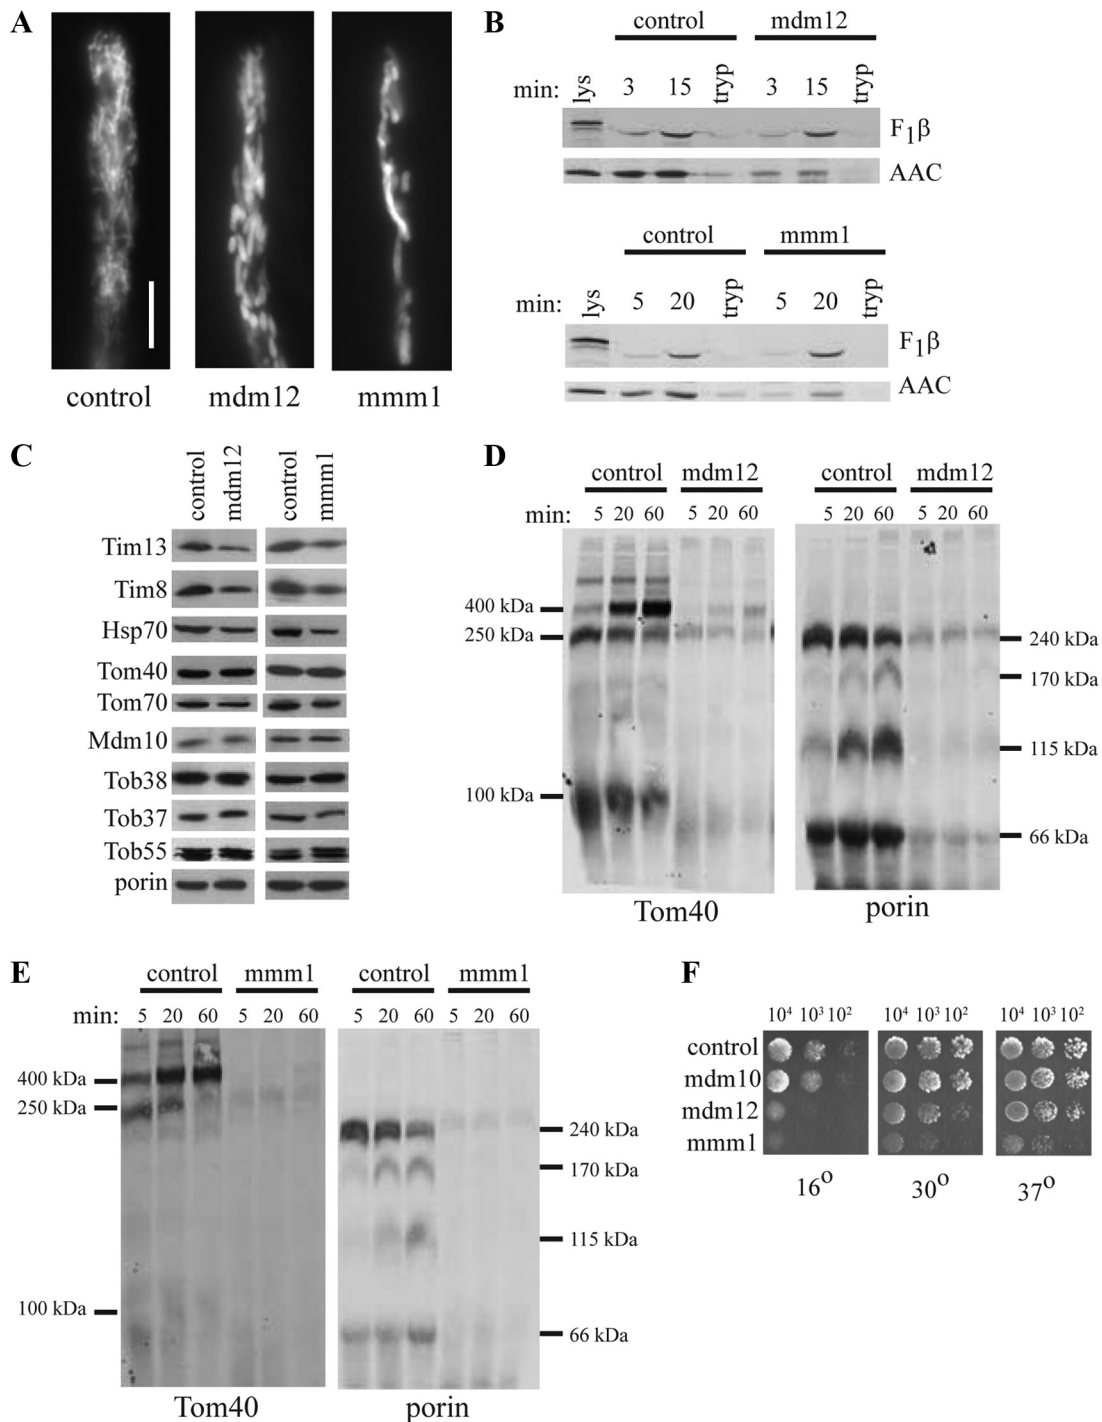 A
control
mdm12
mmm1
B
control
mdm12
min:
lys
3
15
tryp
3
15
tryp
F1β
AAC
control
mmm1
min:
lys
5
20
tryp
5
20
tryp
F1β
AAC
C
control
mdm12
control
mmm1
Tim13
Tim8
Hsp70
Tom40
Tom70
Mdm10
Tob38
Tob37
Tob55
porin
D
control
mdm12
min:
5 20 60 5 20 60
400 kDa
250 kDa
100 kDa
Tom40
control
mdm12
5 20 60 5 20 60
240 kDa
170 kDa
115 kDa
66 kDa
porin
E
control
mmm1
min:
5 20 60 5 20 60
400 kDa
250 kDa
100 kDa
Tom40
control
mmm1
5 20 60 5 20 60
240 kDa
170 kDa
115 kDa
66 kDa
porin
F
10⁴ 10³ 10²
10⁴ 10³ 10²
10⁴ 10³ 10²
control
mdm10
mdm12
mmm1
16º
30º
37º